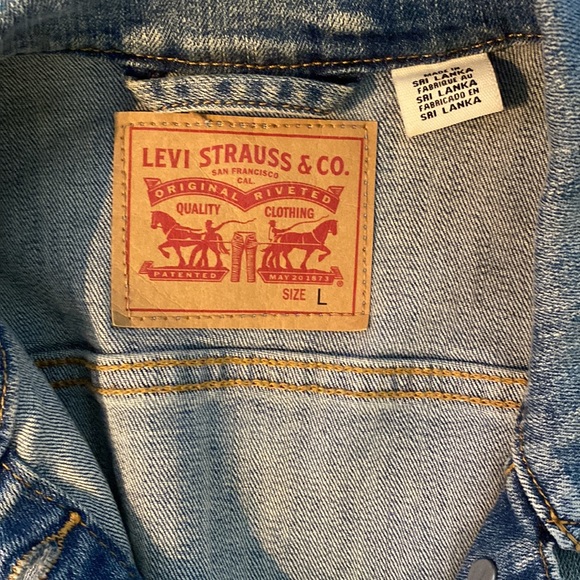 LEVI STRAUSS & CO.
SAN FRANCISCO
CAL.
ORIGINAL RIVETED
QUALITY CLOTHING
PATENTED MAY 20 1873
®
SIZE L
MADE IN
SRI LANKA
FABRIQUE AU
SRI LANKA
FABRICADO EN
SRI LANKA